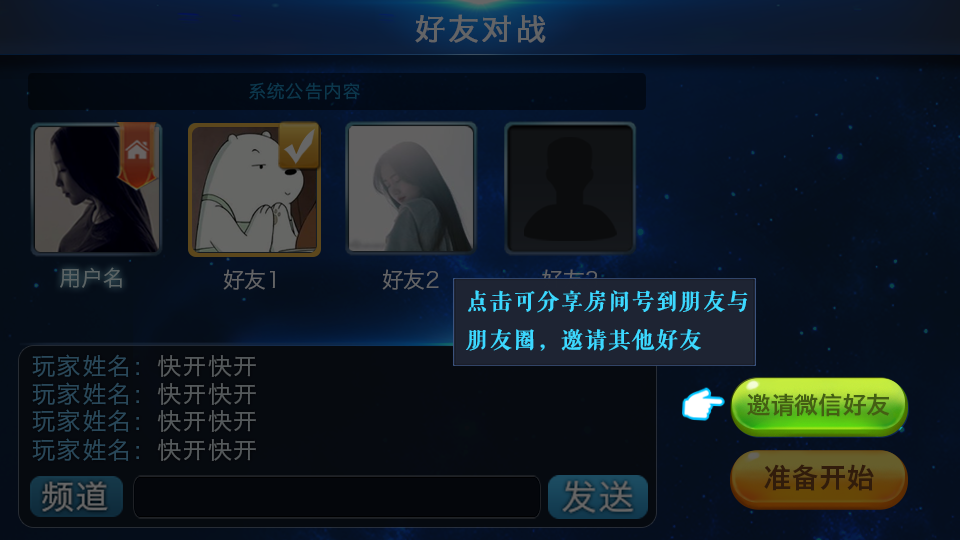 好友对战
系统公告内容
用户名
好友1
好友2
点击可分享房间号到朋友与
朋友圈，邀请其他好友
玩家姓名：快开快开
玩家姓名：快开快开
玩家姓名：快开快开
玩家姓名：快开快开
邀请微信好友
准备开始
频道
发送